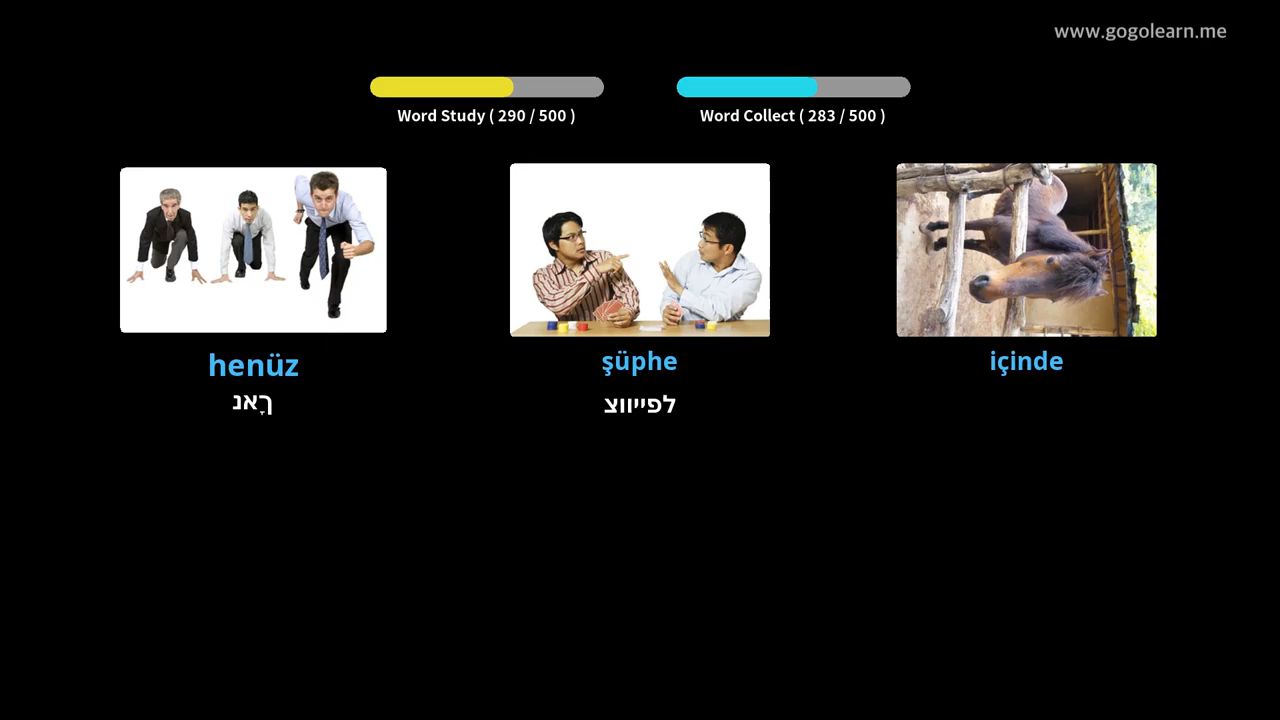 www.gogolearn.me
Word Study ( 290 / 500 )
Word Collect ( 283 / 500 )
henüz
şüphe
içinde
ךָאנ
לפייווצ